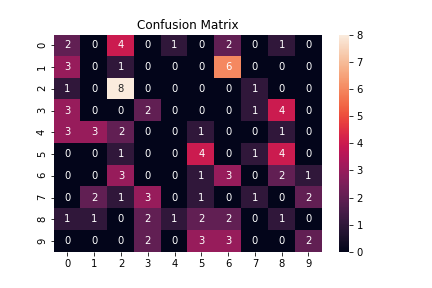 Confusion Matrix
0 2 0 4 0 1 0 2 0 1 0
1 3 0 1 0 0 0 6 0 0 0
2 1 0 8 0 0 0 0 1 0 0
3 3 0 0 2 0 0 0 1 4 0
4 3 3 2 0 0 1 0 0 1 0
5 0 0 1 0 0 4 0 1 4 0
6 0 0 3 0 0 1 3 0 2 1
7 0 2 1 3 0 1 0 1 0 2
8 1 1 0 2 1 2 2 0 1 0
9 0 0 0 2 0 3 3 0 0 2
0 1 2 3 4 5 6 7 8 9
8
7
6
5
4
3
2
1
0